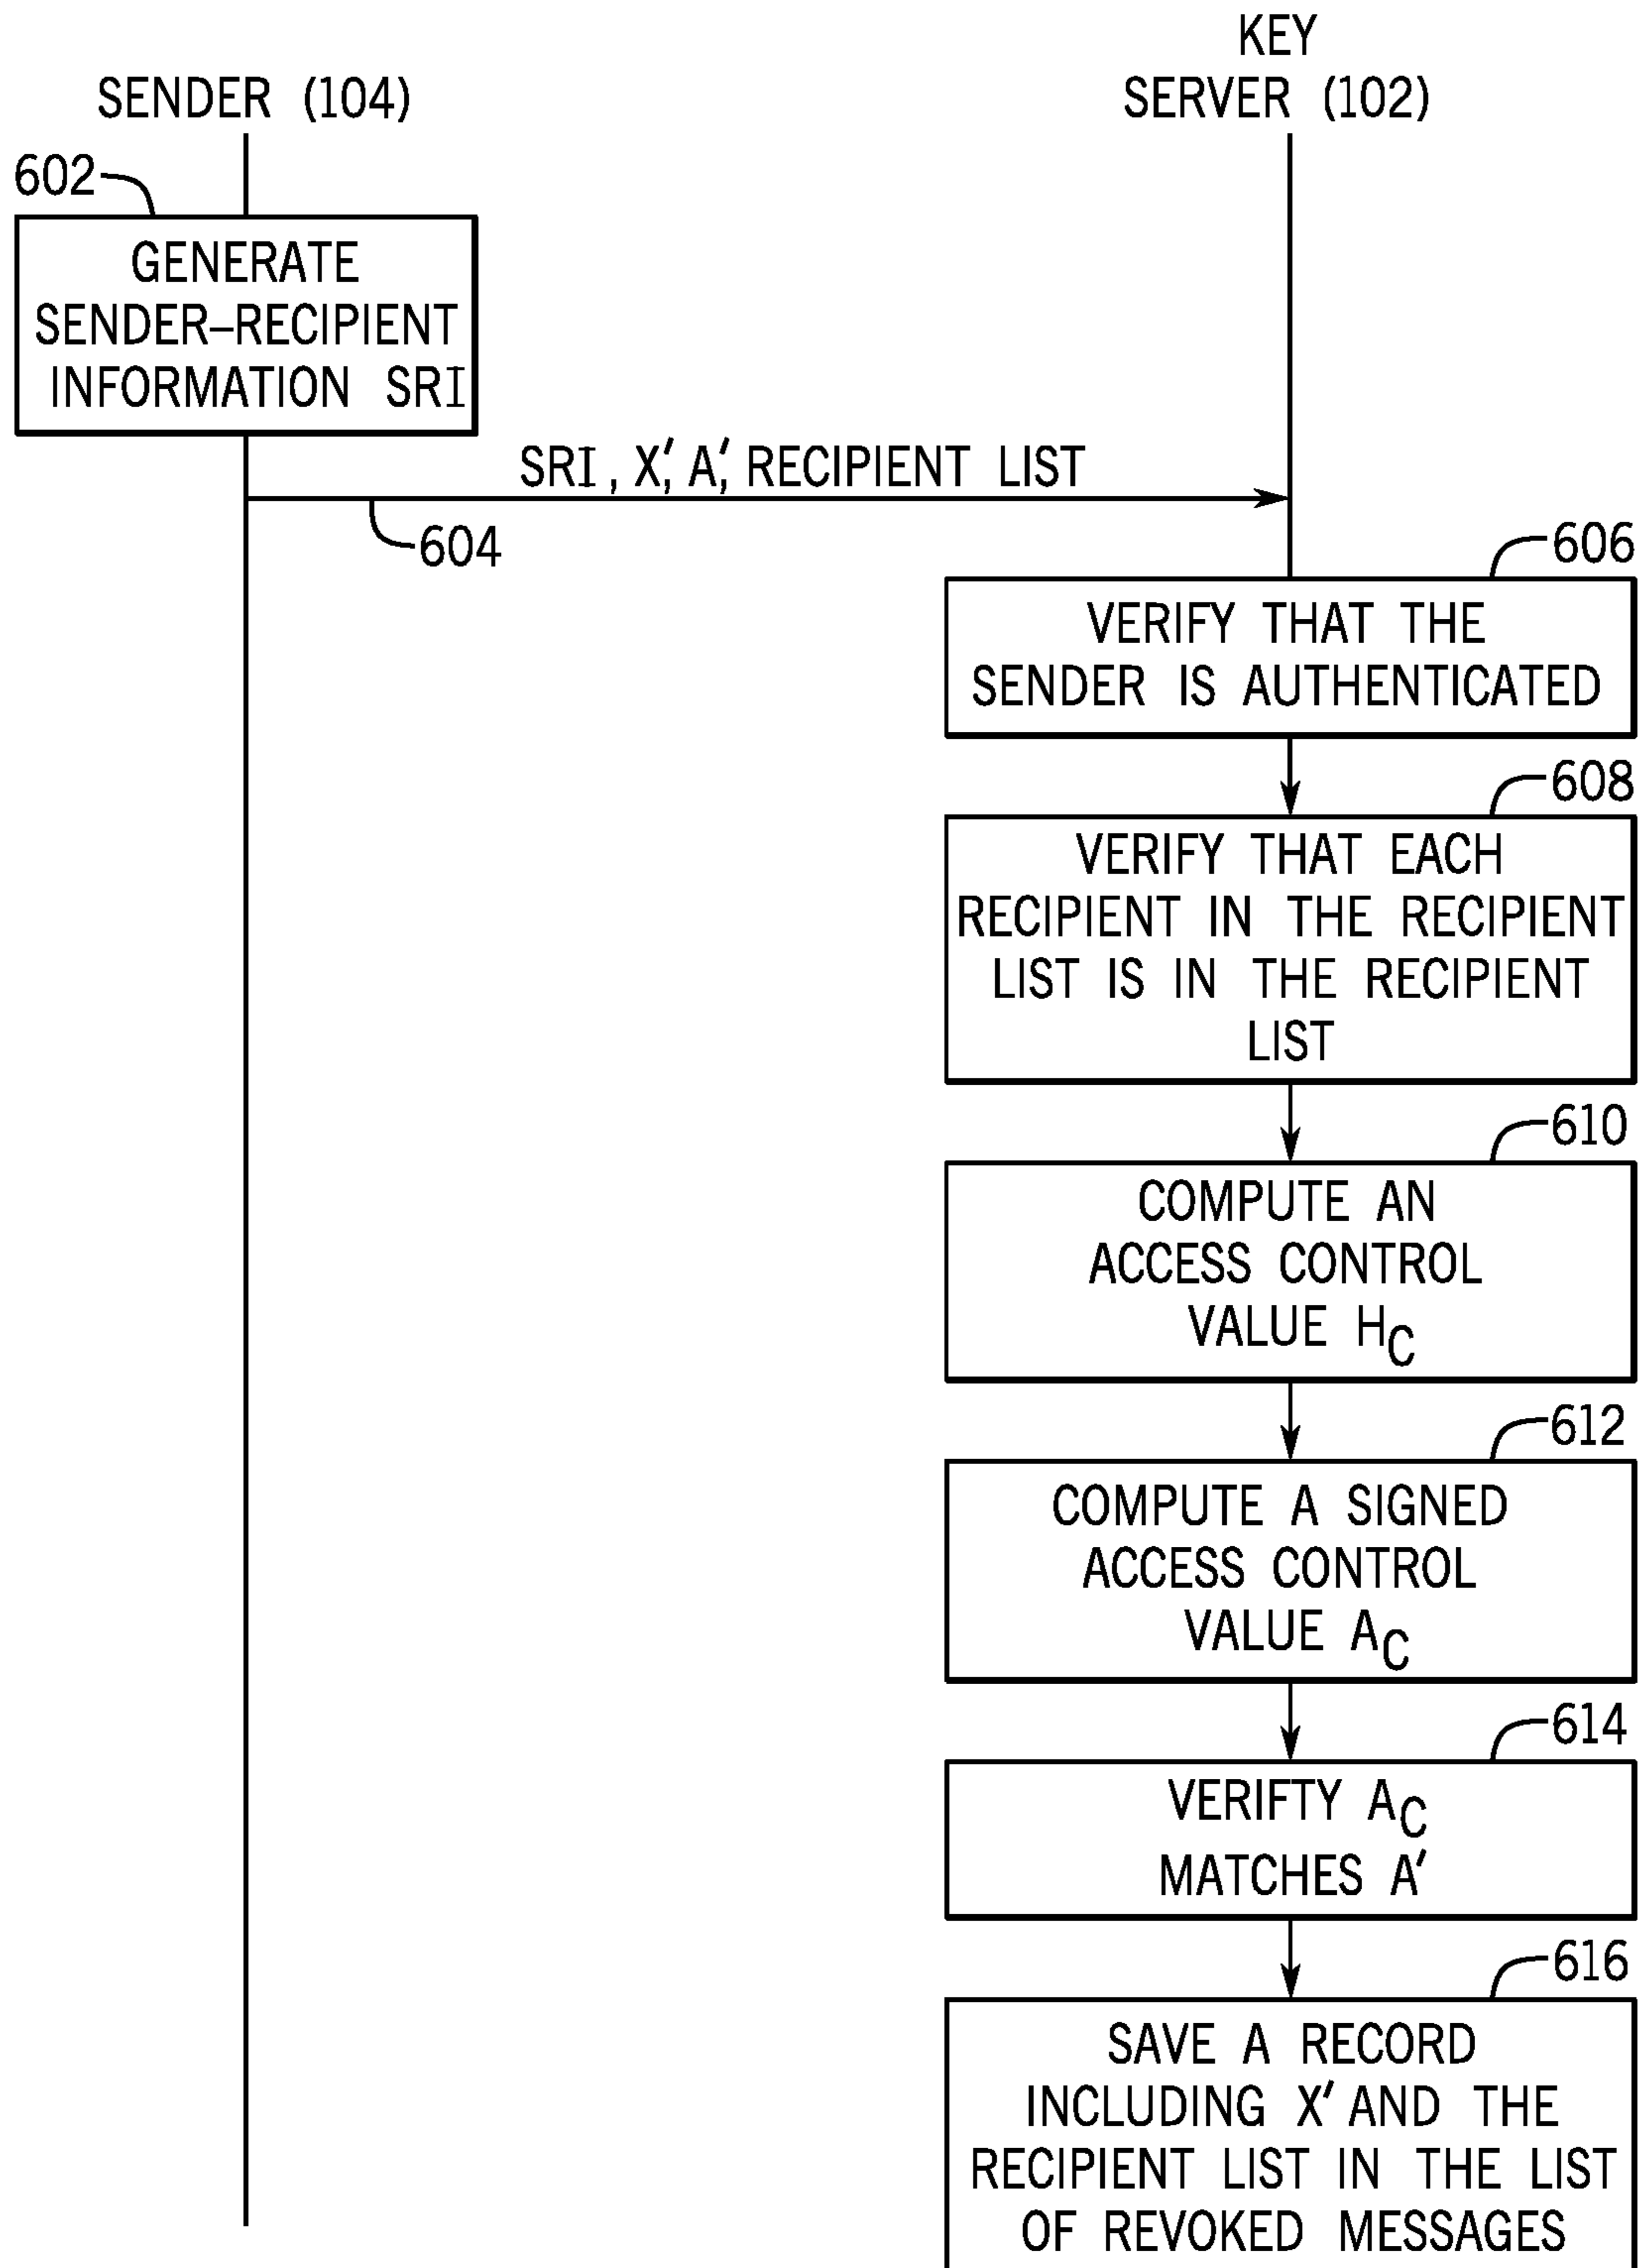 KEY
SENDER (104)
SERVER (102)
602
GENERATE
SENDER–RECIPIENT
INFORMATION SRI
SRI, X′, A′, RECIPIENT LIST
604
606
VERIFY THAT THE
SENDER IS AUTHENTICATED
608
VERIFY THAT EACH
RECIPIENT IN THE RECIPIENT
LIST IS IN THE RECIPIENT
LIST
610
COMPUTE AN
ACCESS CONTROL
VALUE HC
612
COMPUTE A SIGNED
ACCESS CONTROL
VALUE AC
614
VERIFTY AC
MATCHES A′
616
SAVE A RECORD
INCLUDING X′ AND THE
RECIPIENT LIST IN THE LIST
OF REVOKED MESSAGES